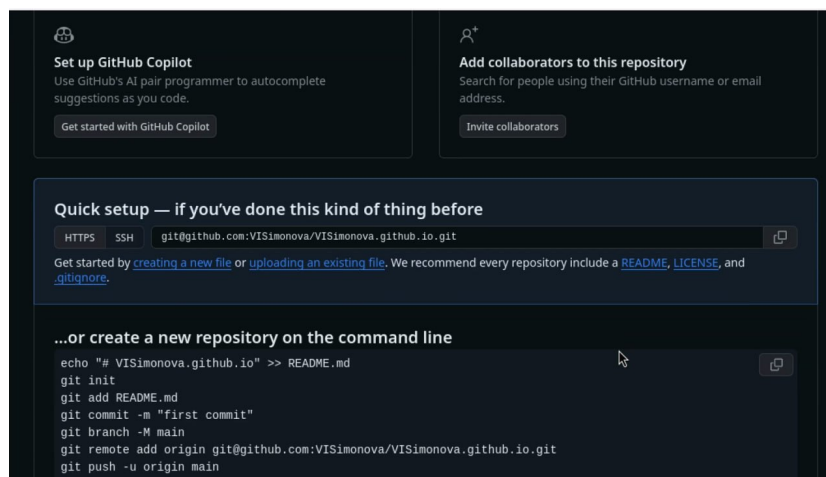 Set up GitHub Copilot
Use GitHub's AI pair programmer to autocomplete
suggestions as you code.
Get started with GitHub Copilot
Add collaborators to this repository
Search for people using their GitHub username or email
address.
Invite collaborators
Quick setup — if you've done this kind of thing before
HTTPS SSH git@github.com:VISimonova/VISimonova.github.io.git
Get started by creating a new file or uploading an existing file. We recommend every repository include a README, LICENSE, and
.gitignore.
...or create a new repository on the command line
echo "# VISimonova.github.io" >> README.md
git init
git add README.md
git commit -m "first commit"
git branch -M main
git remote add origin git@github.com:VISimonova/VISimonova.github.io.git
git push -u origin main